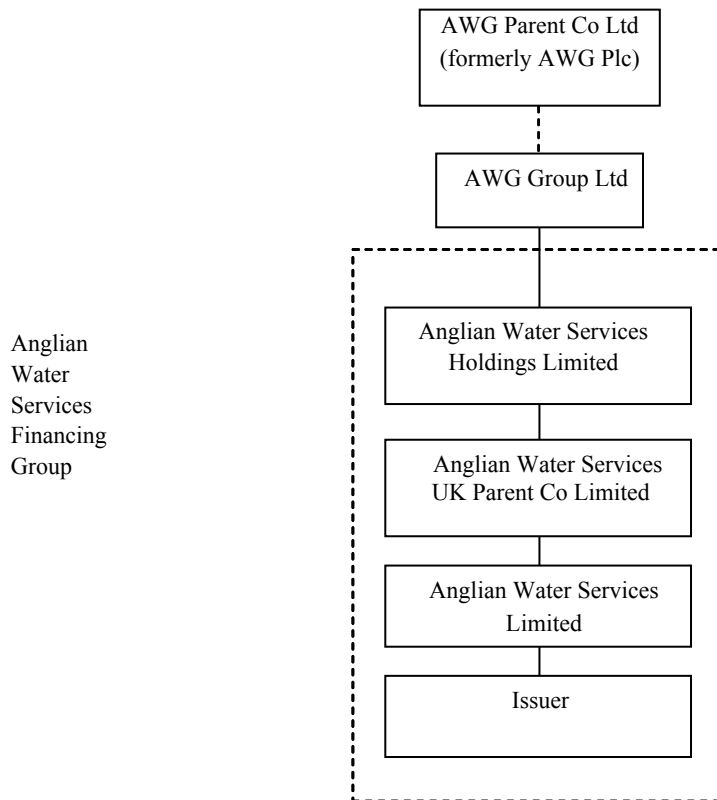 AWG Parent Co Ltd
(formerly AWG Plc)
AWG Group Ltd
Anglian
Water
Services
Financing
Group
Anglian Water Services
Holdings Limited
Anglian Water Services
UK Parent Co Limited
Anglian Water Services
Limited
Issuer